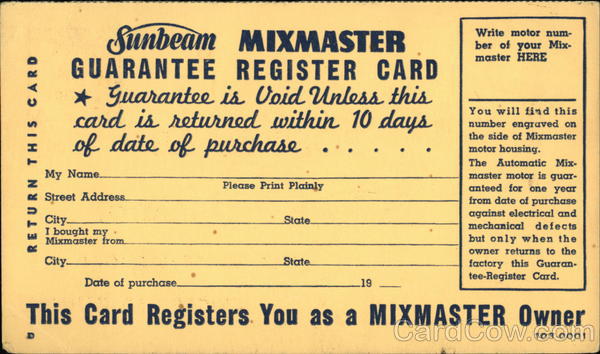 RETURN THIS CARD
Sunbeam MIXMASTER
GUARANTEE REGISTER CARD
★ Guarantee is Void Unless this
card is returned within 10 days
of date of purchase . . . . .
My Name
Please Print Plainly
Street Address
City State
I bought my
Mixmaster from
City State
Date of purchase 19
Write motor num-
ber of your Mix-
master HERE
You will find this
number engraved on
the side of Mixmaster
motor housing.
The Automatic Mix-
master motor is guar-
anteed for one year
from date of purchase
against electrical and
mechanical defects
but only when the
owner returns to the
factory this Guaran-
tee-Register Card.
This Card Registers You as a MIXMASTER Owner
D
CardCow.com